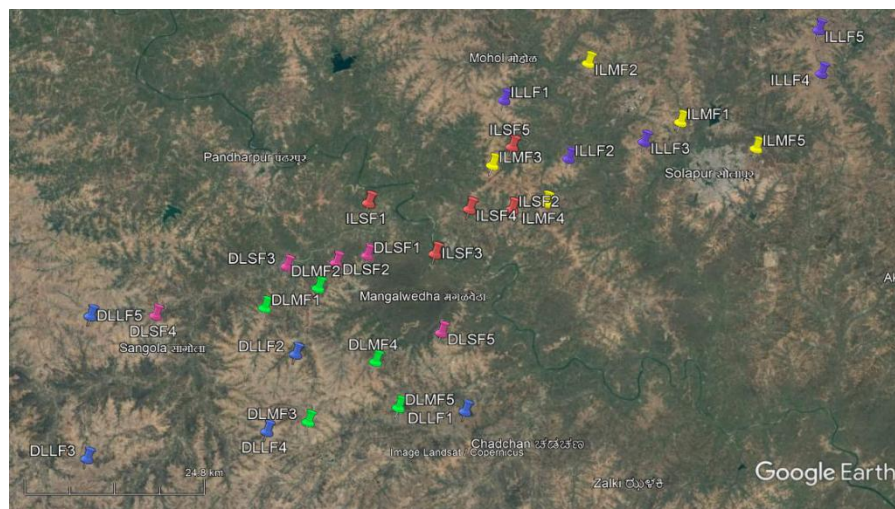 ILLF5
Mohol मोहोळ
ILMF2
ILLF4
ILLF1
ILMF1
ILSF5
ILLF3
ILMF5
Pandharpur पंढरपूर
ILMF3
ILLF2
Solapur सोलापूर
ILSF2
ILSF1
ILSF4
ILMF4
DLSF1
ILSF3
DLSF3
DLMF2
DLSF2
DLMF1
Mangalwedha मंगळवेढा
DLLF5
DLSF4
DLSF5
Sangola सांगोला
DLLF2
DLMF4
DLMF5
DLMF3
DLLF1
DLLF4
Chadchan ಚಡಚಣ
DLLF3
Image Landsat / Copernicus
24.8 km
Google Earth
Zalki